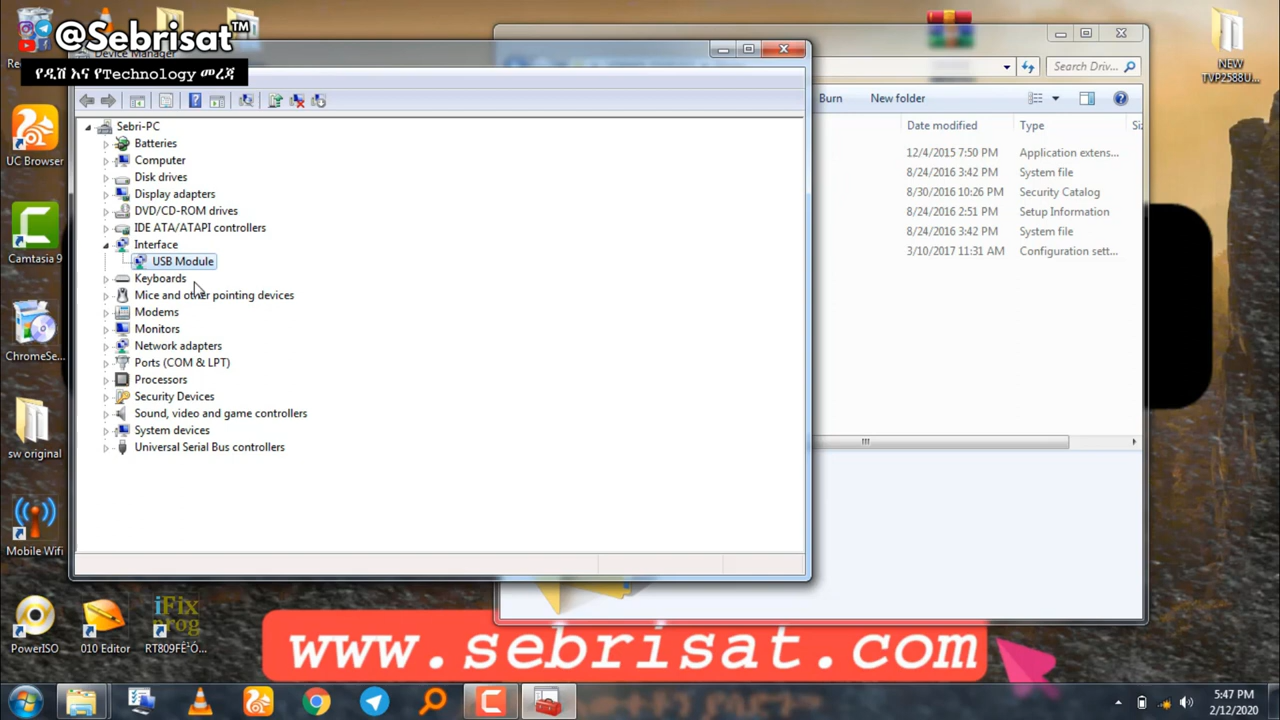 @Sebrisat™
የዲሽ እና የTechnology መረጃ
Device Manager
Sebri-PC
Batteries
Computer
Disk drives
Display adapters
DVD/CD-ROM drives
IDE ATA/ATAPI controllers
Interface
USB Module
Keyboards
Mice and other pointing devices
Modems
Monitors
Network adapters
Ports (COM & LPT)
Processors
Security Devices
Sound, video and game controllers
System devices
Universal Serial Bus controllers
Search Driv...
Burn
New folder
Date modified
Type
Si
12/4/2015 7:50 PM
Application extens...
8/24/2016 3:42 PM
System file
8/30/2016 10:26 PM
Security Catalog
8/24/2016 2:51 PM
Setup Information
8/24/2016 3:42 PM
System file
3/10/2017 11:31 AM
Configuration sett...
NEW
TVP2588U...
UC Browser
Camtasia 9
ChromeSe...
sw original
Mobile Wifi
PowerISO
010 Editor
iFix
prog
RT809FÈ¹Ó...
www.sebrisat.com
5:47 PM
2/12/2020